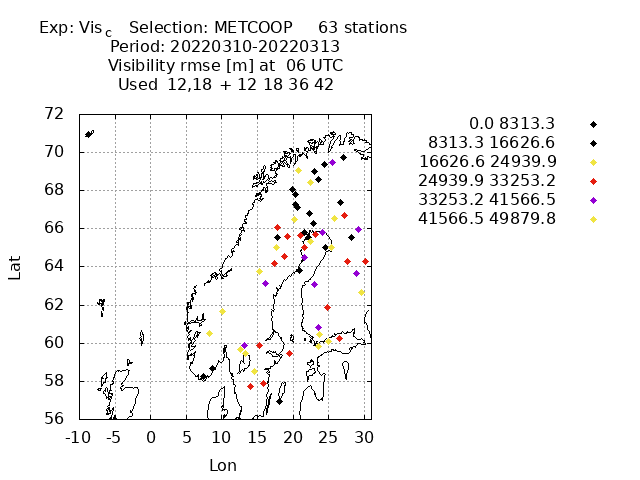 Exp: Vis c Selection: METCOOP 63 stations
Period: 20220310-20220313
Visibility rmse [m] at 06 UTC
Used 12,18 + 12 18 36 42
72
70
68
66
64
62
60
58
56
-10 -5 0 5 10 15 20 25 30
Lat
Lon
0.0 8313.3
8313.3 16626.6
16626.6 24939.9
24939.9 33253.2
33253.2 41566.5
41566.5 49879.8